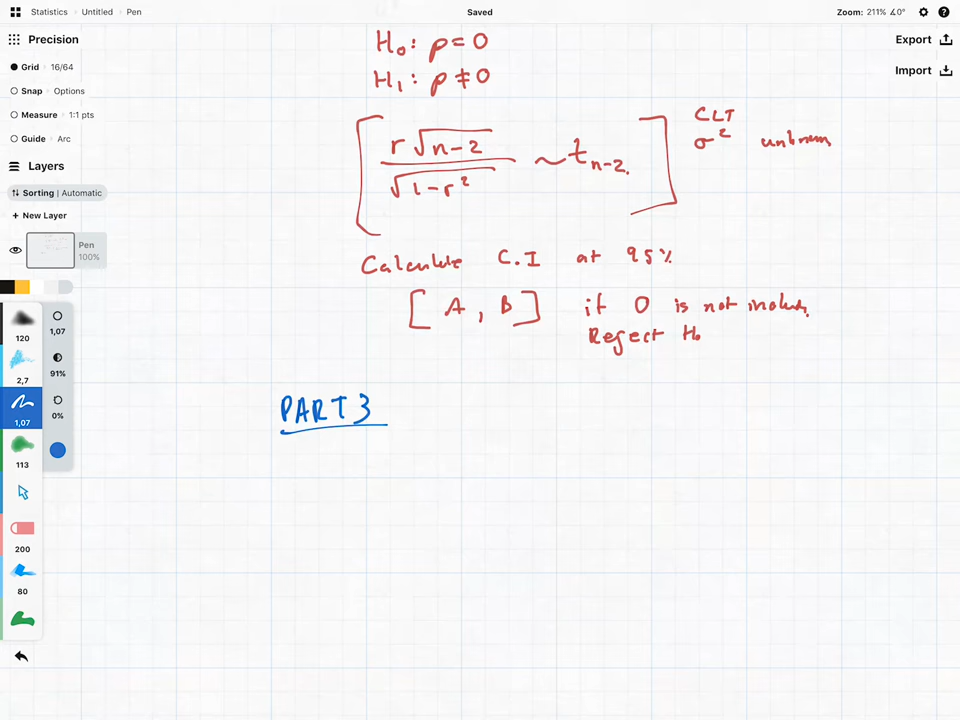 Statistics › Untitled › Pen
Saved
Zoom: 211% ∡0°
Precision
Export
Import
Grid 16/64
Snap Options
Measure 1:1 pts
Guide Arc
Layers
Sorting | Automatic
+ New Layer
Pen
100%
120
1,07
2,7
91%
1,07
0%
113
200
80
H₀: ρ = 0
H₁: ρ ≠ 0
CLT
σ² unknown
[ r√n-2 / √1-r² ~ t n-2. ]
Calculate C.I at 95%
[ A, B ] if 0 is not
Reject H₀
PART 3